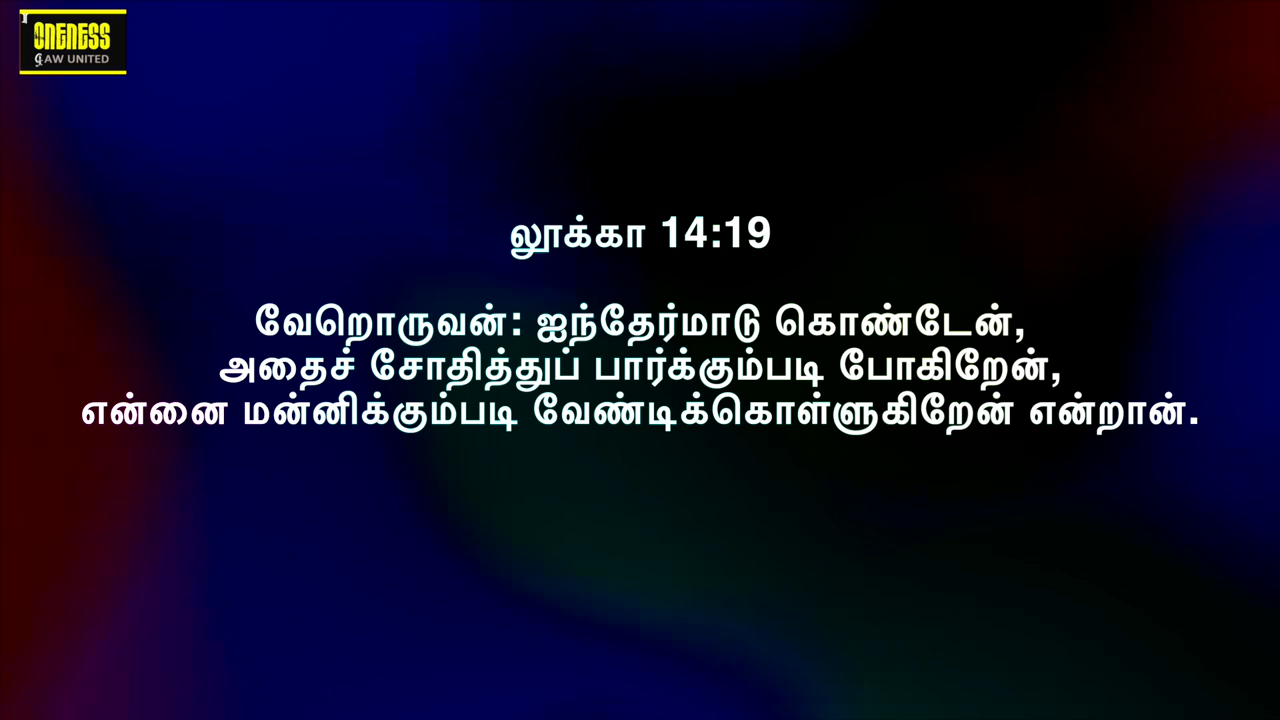 ONENESS
LAW UNITED
லூக்கா 14:19
வேறொருவன்: ஐந்தேர்மாடு கொண்டேன்,
அதைச் சோதித்துப் பார்க்கும்படி போகிறேன்,
என்னை மன்னிக்கும்படி வேண்டிக்கொள்ளுகிறேன் என்றான்.